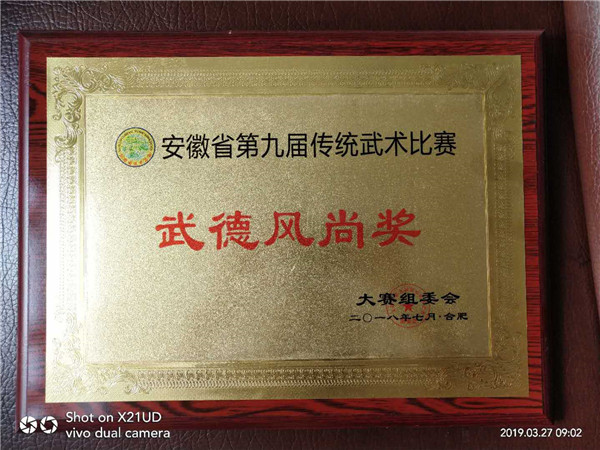 安徽省第九届传统武术比赛
武德风尚奖
大赛组委会
二〇一八年七月·合肥
Shot on X21UD
vivo dual camera
2019.03.27 09:02